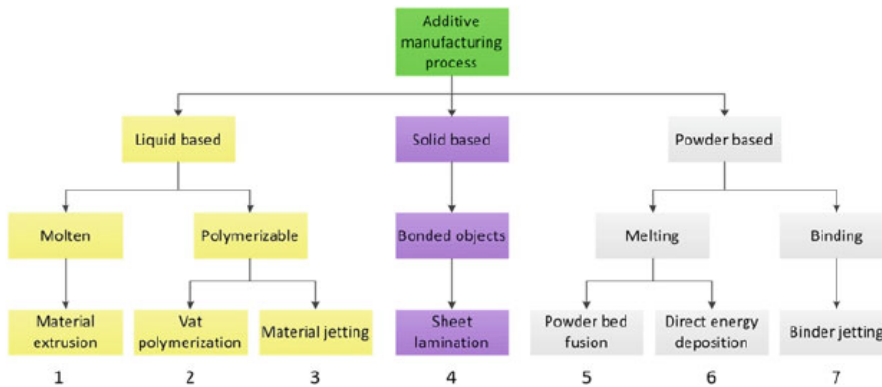 Additive
manufacturing
process
Liquid based
Solid based
Powder based
Molten
Polymerizable
Bonded objects
Melting
Binding
Material
extrusion
Vat
polymerization
Material jetting
Sheet
lamination
Powder bed
fusion
Direct energy
deposition
Binder jetting
1
2
3
4
5
6
7